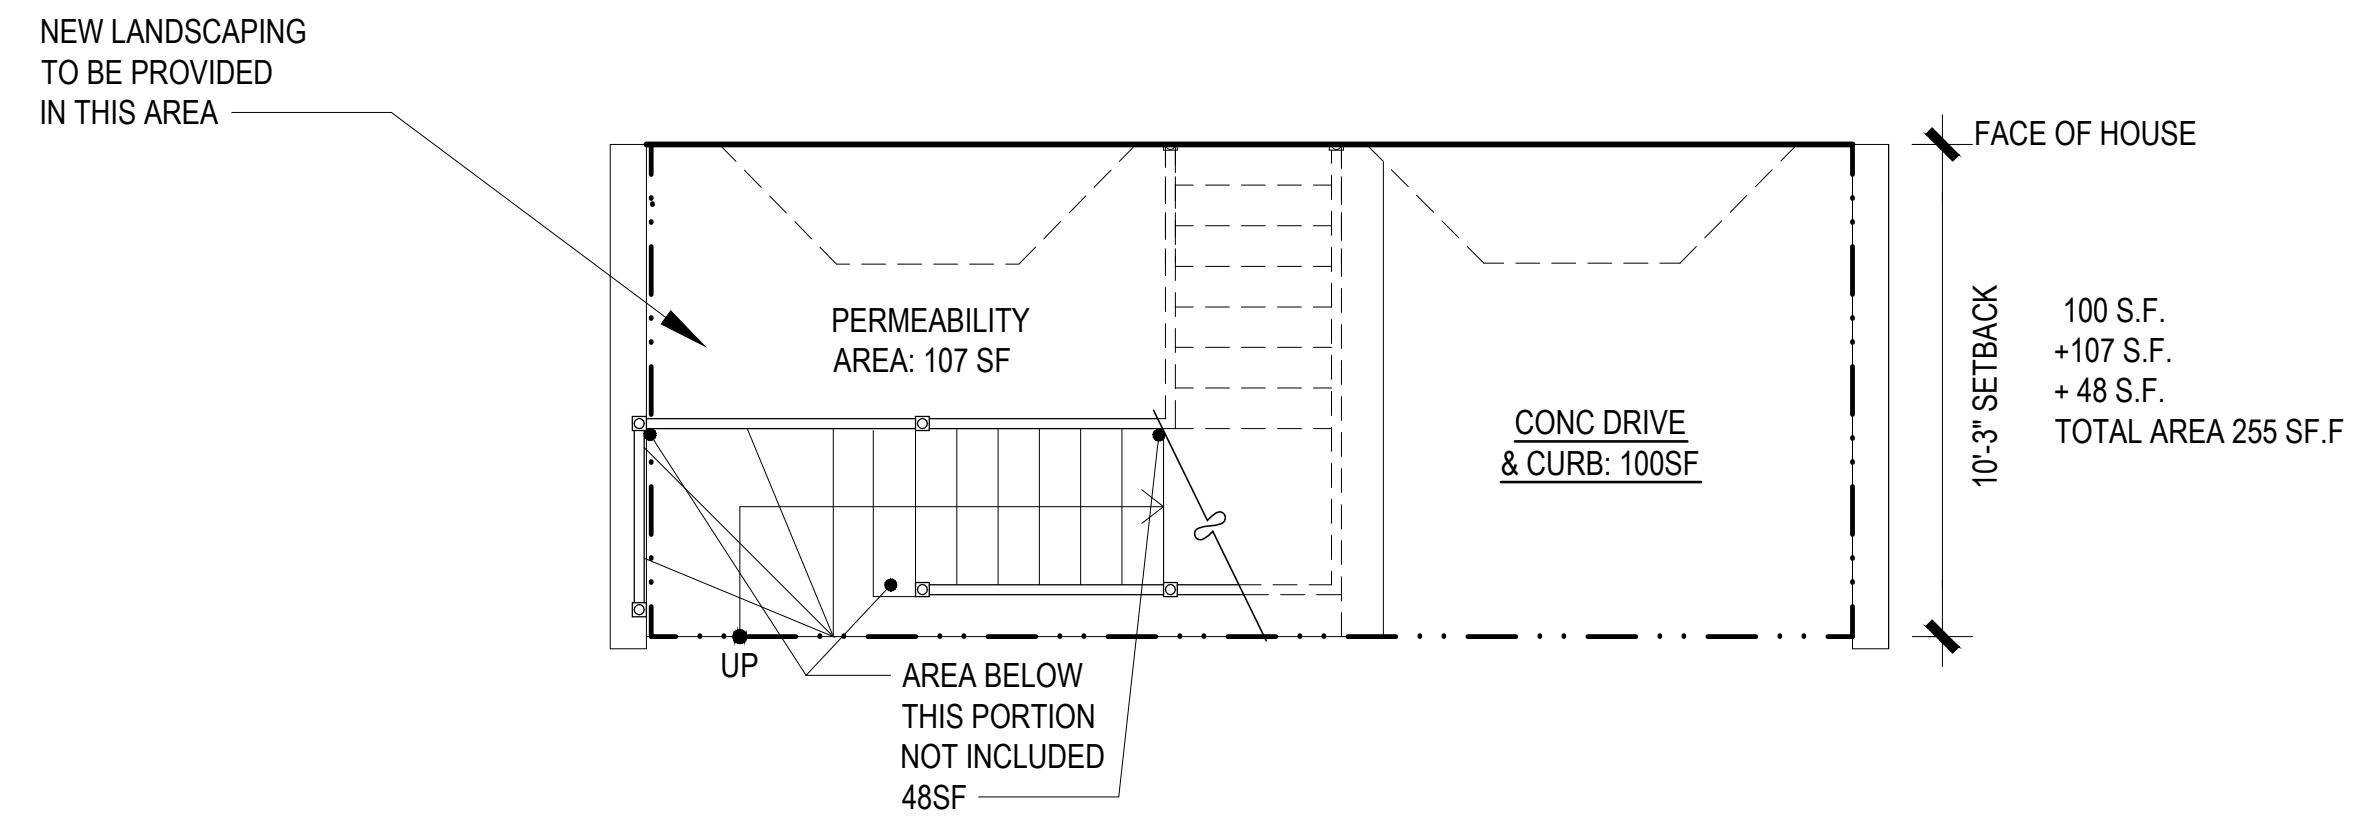 NEW LANDSCAPING
TO BE PROVIDED
IN THIS AREA
FACE OF HOUSE
PERMEABILITY
AREA: 107 SF
CONC DRIVE
& CURB: 100SF
10'-3" SETBACK
100 S.F.
+107 S.F.
+ 48 S.F.
TOTAL AREA 255 SF.F
UP
AREA BELOW
THIS PORTION
NOT INCLUDED
48SF